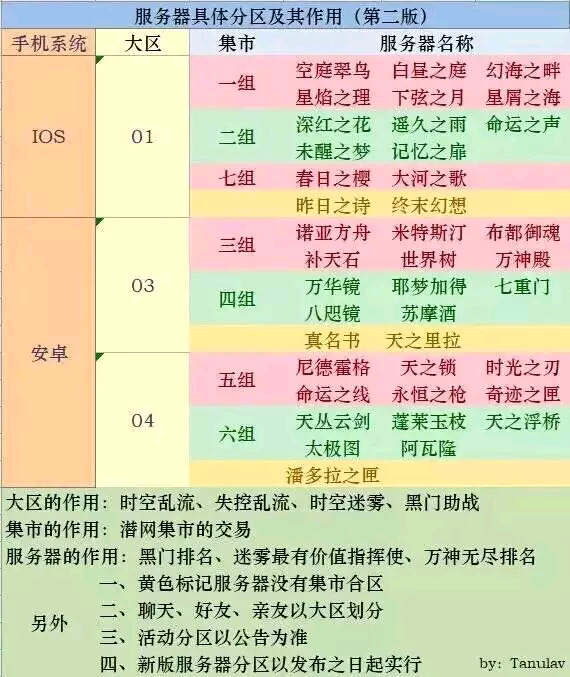 服务器具体分区及其作用（第二版）
手机系统 大区 集市 服务器名称
IOS 01 一组 空庭翠鸟 白昼之庭 幻海之畔
星焰之理 下弦之月 星屑之海
二组 深红之花 遥久之雨 命运之声
未醒之梦 记忆之扉
七组 春日之樱 大河之歌
昨日之诗 终末幻想
安卓 03 三组 诺亚方舟 米特斯汀 布都御魂
补天石 世界树 万神殿
四组 万华镜 耶梦加得 七重门
八咫镜 苏摩酒
真名书 天之里拉
04 五组 尼德霍格 天之锁 时光之刃
命运之线 永恒之枪 奇迹之匣
六组 天丛云剑 蓬莱玉枝 天之浮桥
太极图 阿瓦隆
潘多拉之匣
大区的作用：时空乱流、失控乱流、时空迷雾、黑门助战
集市的作用：潜网集市的交易
服务器的作用：黑门排名、迷雾最有价值指挥使、万神无尽排名
另外 一、黄色标记服务器没有集市合区
二、聊天、好友、亲友以大区划分
三、活动分区以公告为准
四、新版服务器分区以发布之日起实行
by：Tanulav